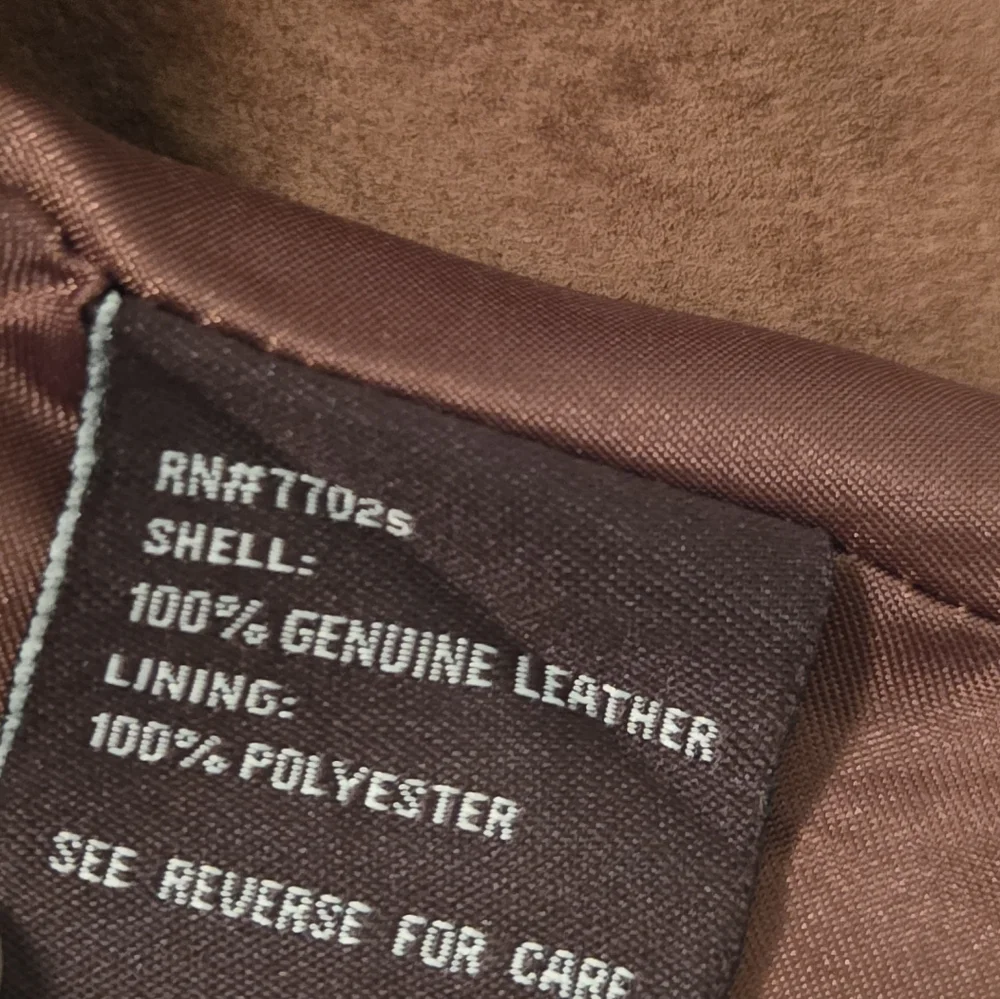 RN#77025
SHELL:
100% GENUINE LEATHER
LINING:
100% POLYESTER
SEE REVERSE FOR CARE